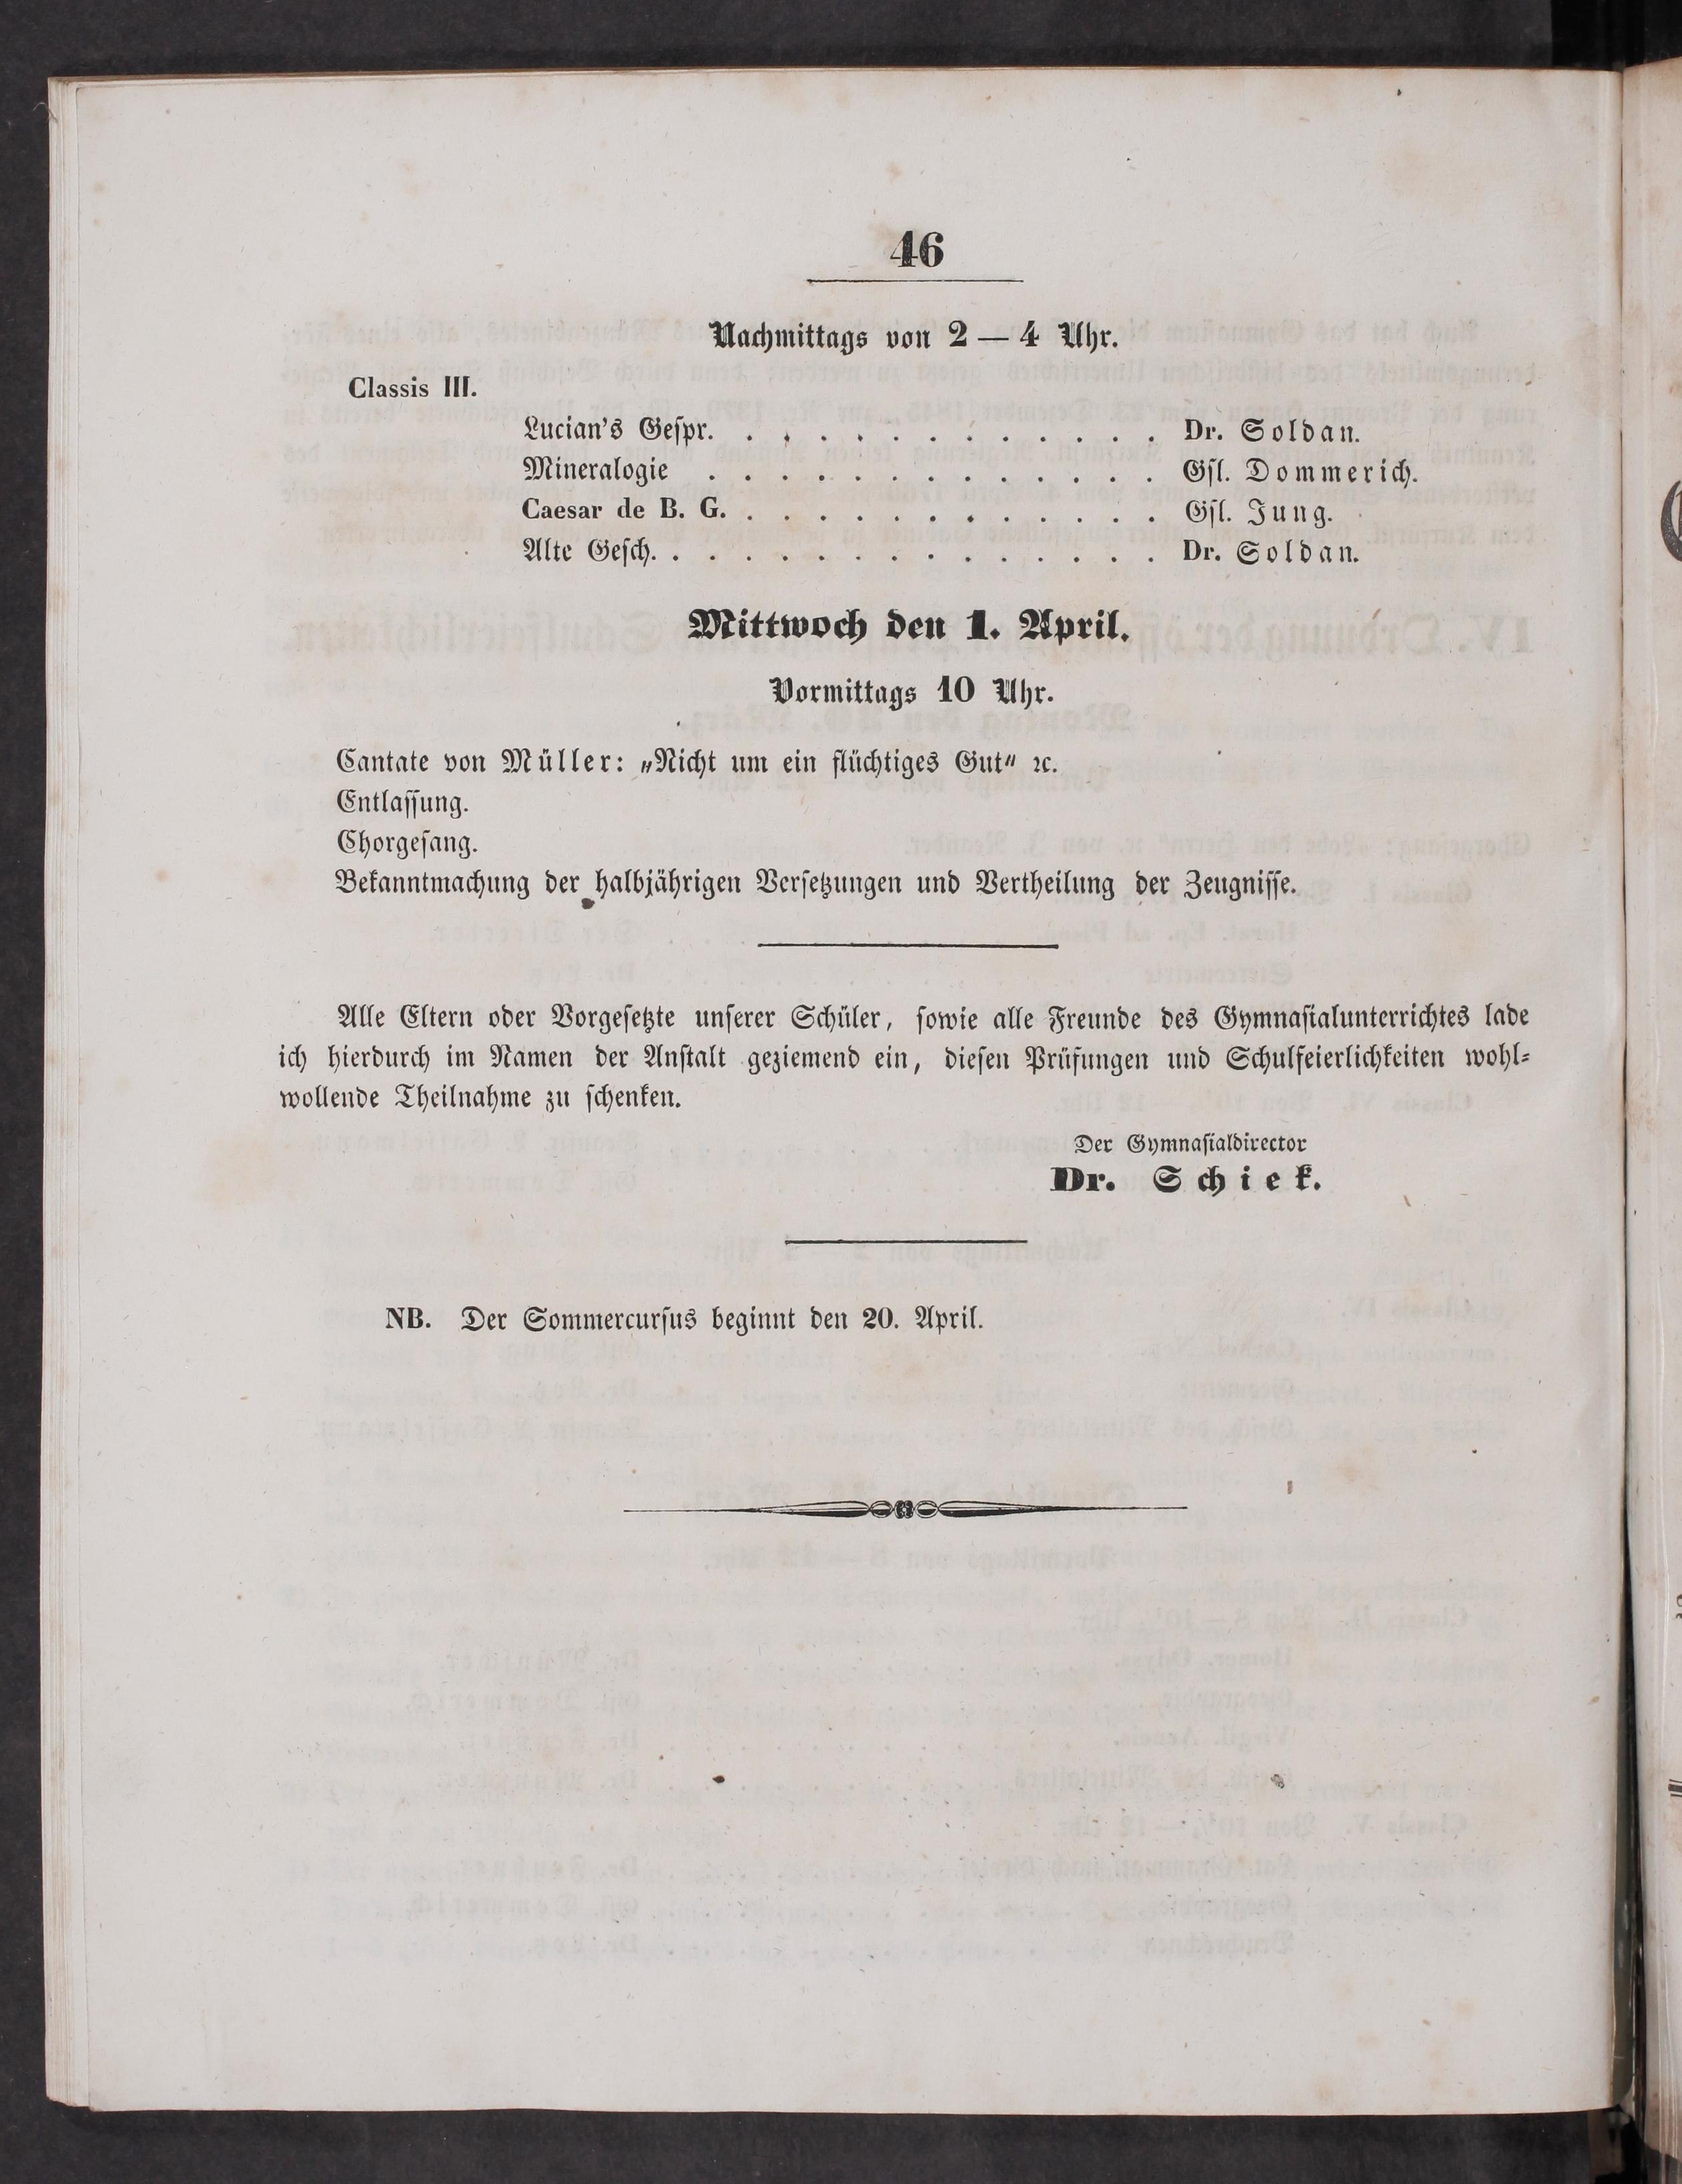 46
Nachmittags von 2 — 4 Uhr.
Classis III.
Lucian's Gespr. . . . . . . . . . . . . Dr. Soldan.
Mineralogie . . . . . . . . . . . . . Gsl. Dommerich.
Caesar de B. G. . . . . . . . . . . . . Gsl. Jung.
Alte Gesch. . . . . . . . . . . . . . . Dr. Soldan.
Mittwoch den 1. April.
Vormittags 10 Uhr.
Cantate von Müller: „Nicht um ein flüchtiges Gut" ꝛc.
Entlassung.
Chorgesang.
Bekanntmachung der halbjährigen Versetzungen und Vertheilung der Zeugnisse.
Alle Eltern oder Vorgesetzte unserer Schüler, sowie alle Freunde des Gymnasialunterrichtes lade
ich hierdurch im Namen der Anstalt geziemend ein, diesen Prüfungen und Schulfeierlichkeiten wohl-
wollende Theilnahme zu schenken.
Der Gymnasialdirector
Dr. Schiek.
NB. Der Sommercursus beginnt den 20. April.